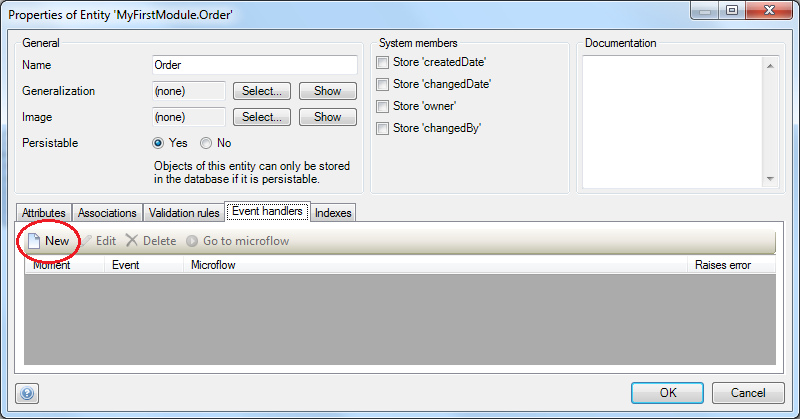 Properties of Entity 'MyFirstModule.Order'
General
Name
Order
Generalization
(none)
Select...
Show
Image
(none)
Select...
Show
Persistable
Yes
No
Objects of this entity can only be stored
in the database if it is persistable.
System members
Store 'createdDate'
Store 'changedDate'
Store 'owner'
Store 'changedBy'
Documentation
Attributes
Associations
Validation rules
Event handlers
Indexes
New
Edit
Delete
Go to microflow
Moment
Event
Microflow
Raises error
?
OK
Cancel